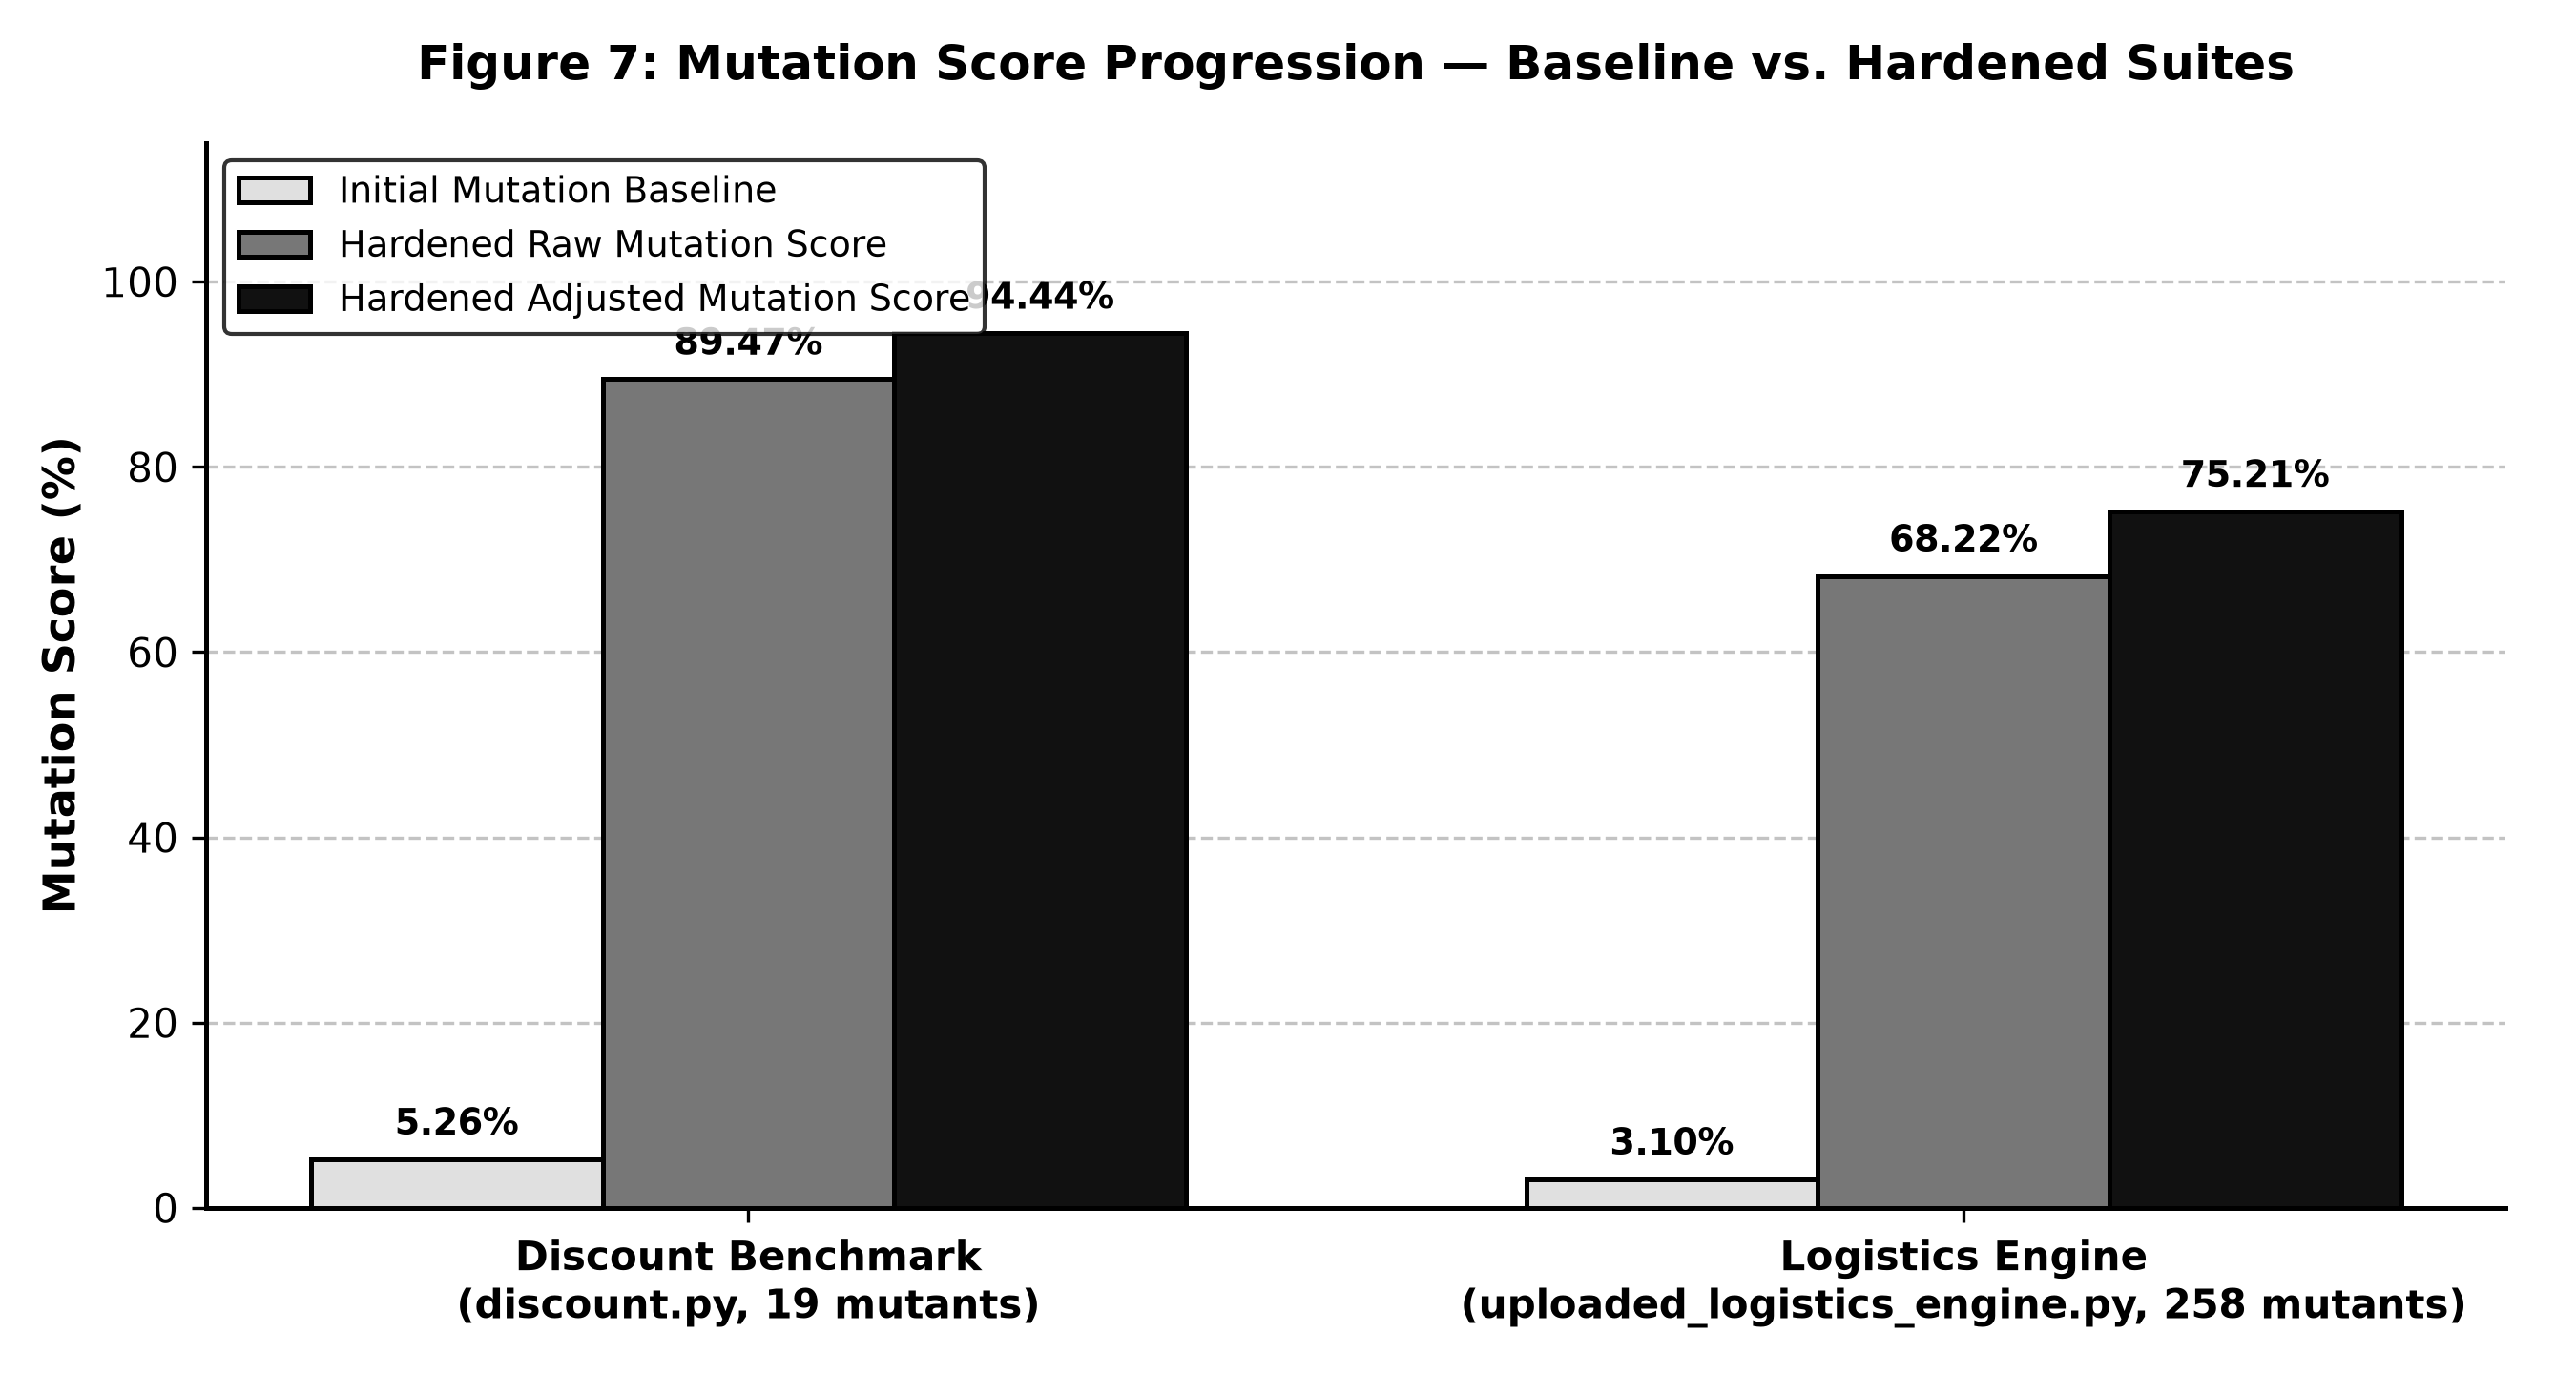 Figure 7: Mutation Score Progression — Baseline vs. Hardened Suites
Initial Mutation Baseline
Hardened Raw Mutation Score
Hardened Adjusted Mutation Score
Mutation Score (%)
100
80
60
40
20
0
5.26%
89.47%
94.44%
3.10%
68.22%
75.21%
Discount Benchmark
(discount.py, 19 mutants)
Logistics Engine
(uploaded_logistics_engine.py, 258 mutants)